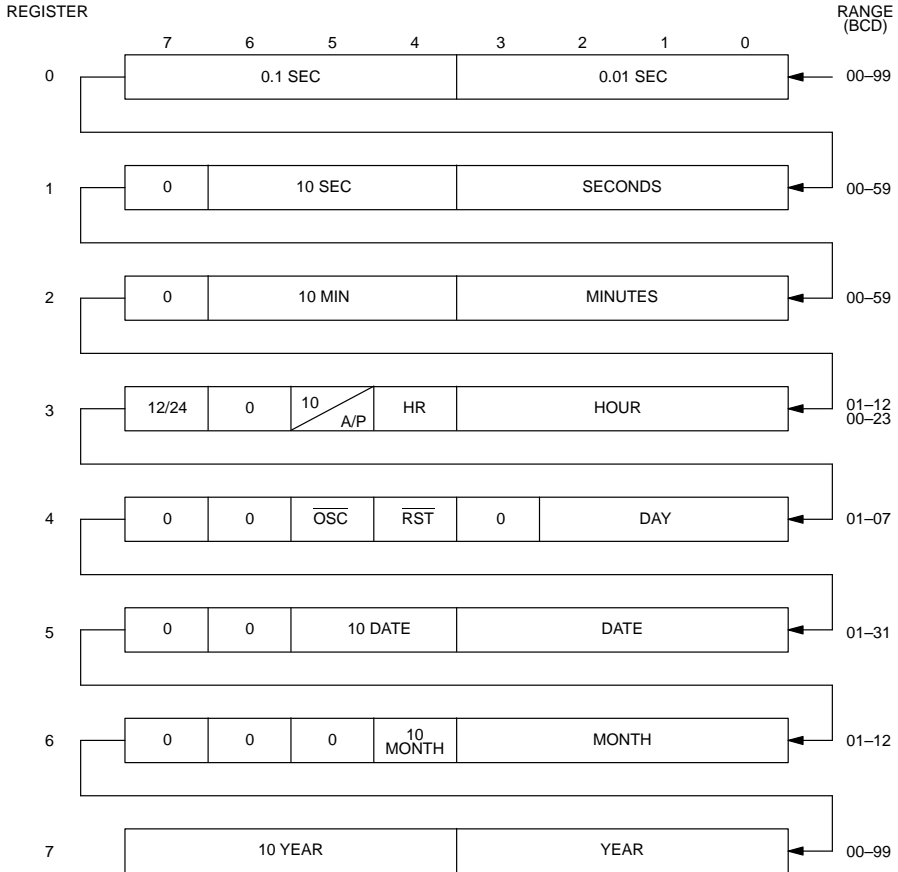 REGISTER
RANGE
(BCD)
7 6 5 4 3 2 1 0
0 0.1 SEC 0.01 SEC 00–99
1 0 10 SEC SECONDS 00–59
2 0 10 MIN MINUTES 00–59
3 12/24 0 10 A/P HR HOUR 01–12
00–23
4 0 0 O̅S̅C̅ R̅S̅T̅ 0 DAY 01–07
5 0 0 10 DATE DATE 01–31
6 0 0 0 10 MONTH MONTH 01–12
7 10 YEAR YEAR 00–99